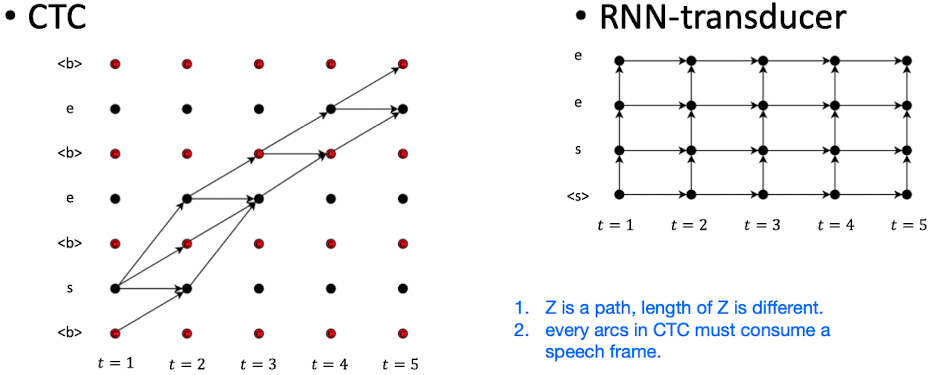 • CTC
<b>
e
<b>
e
<b>
s
<b>
t = 1 t = 2 t = 3 t = 4 t = 5
• RNN-transducer
e
e
s
<s>
t = 1 t = 2 t = 3 t = 4 t = 5
1. Z is a path, length of Z is different.
2. every arcs in CTC must consume a
speech frame.